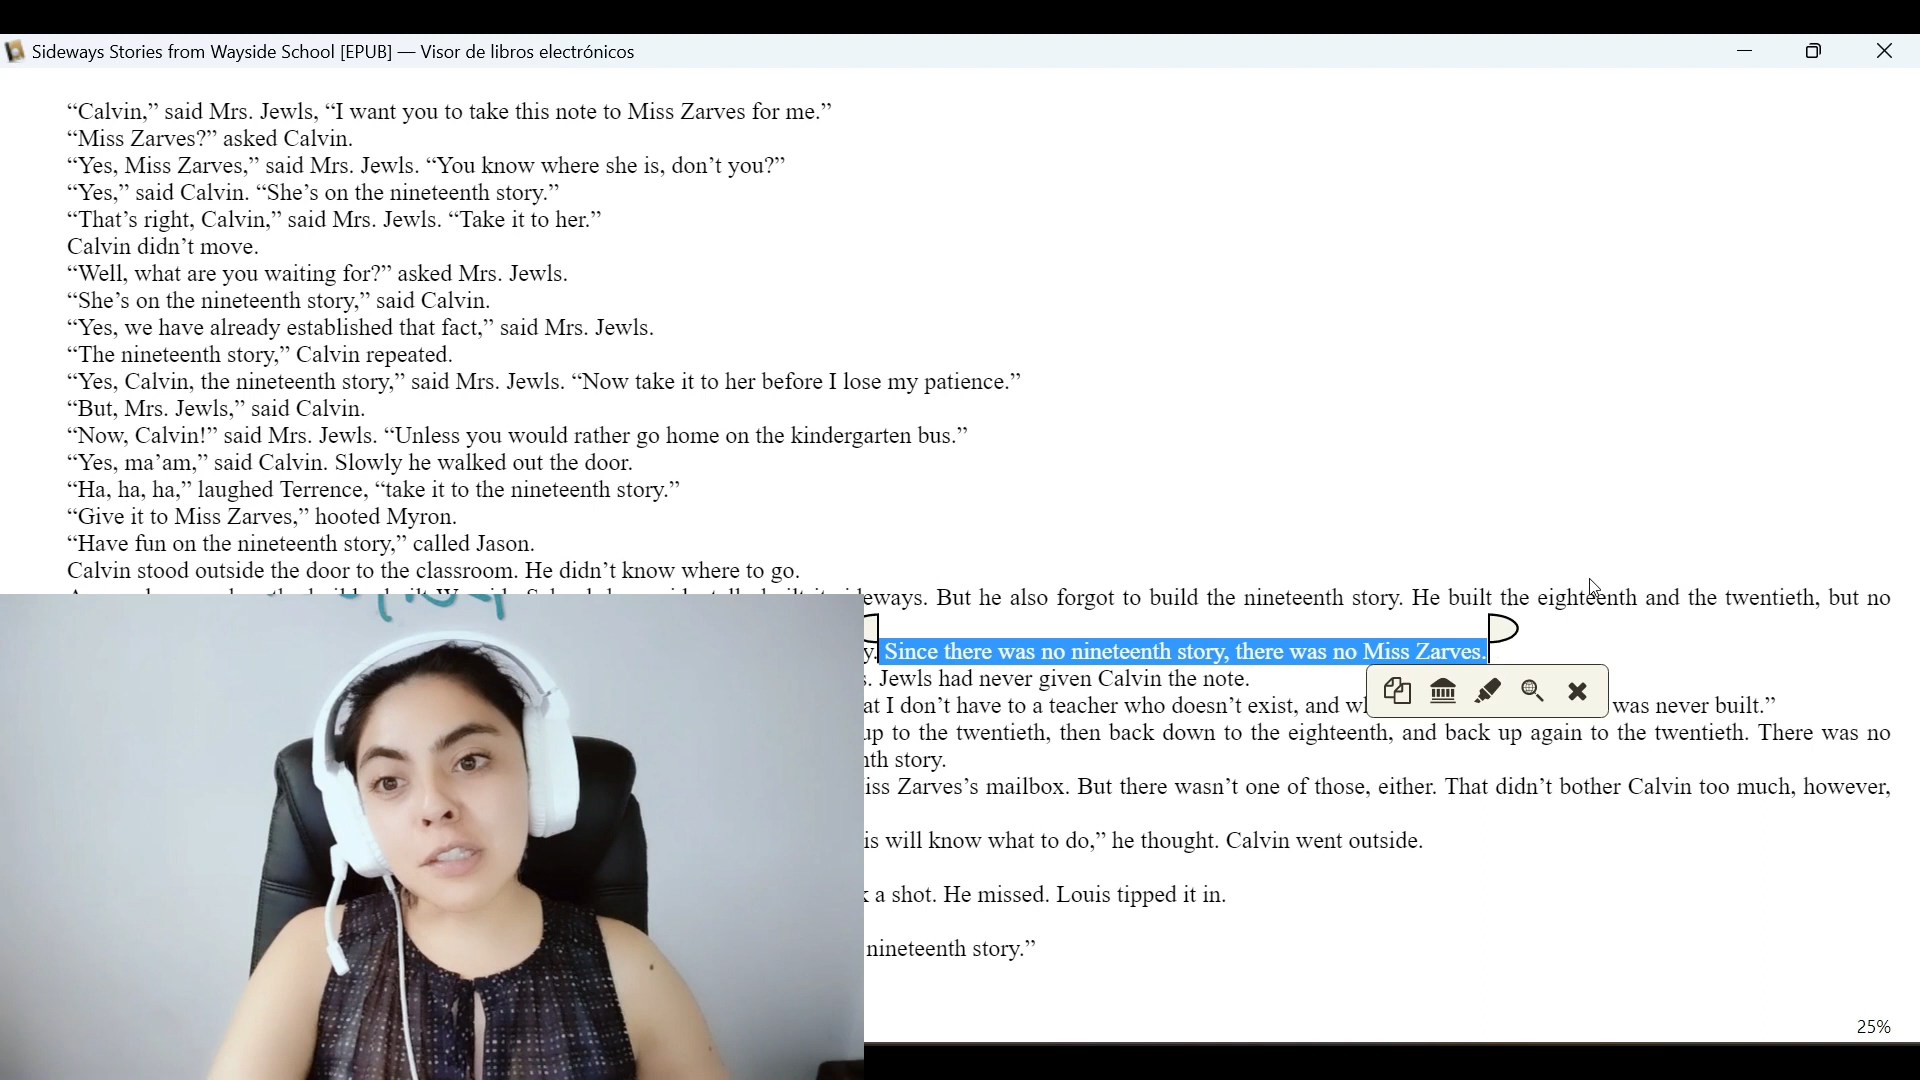 Sideways Stories from Wayside School [EPUB] — Visor de libros electrónicos
“Calvin,” said Mrs. Jewls, “I want you to take this note to Miss Zarves for me.”
“Miss Zarves?” asked Calvin.
“Yes, Miss Zarves,” said Mrs. Jewls. “You know where she is, don’t you?”
“Yes,” said Calvin. “She’s on the nineteenth story.”
“That’s right, Calvin,” said Mrs. Jewls. “Take it to her.”
Calvin didn’t move.
“Well, what are you waiting for?” asked Mrs. Jewls.
“She’s on the nineteenth story,” said Calvin.
“Yes, we have already established that fact,” said Mrs. Jewls.
“The nineteenth story,” Calvin repeated.
“Yes, Calvin, the nineteenth story,” said Mrs. Jewls. “Now take it to her before I lose my patience.”
“But, Mrs. Jewls,” said Calvin.
“Now, Calvin!” said Mrs. Jewls. “Unless you would rather go home on the kindergarten bus.”
“Yes, ma’am,” said Calvin. Slowly he walked out the door.
“Ha, ha, ha,” laughed Terrence, “take it to the nineteenth story.”
“Give it to Miss Zarves,” hooted Myron.
“Have fun on the nineteenth story,” called Jason.
Calvin stood outside the door to the classroom. He didn’t know where to go.
eways. But he also forgot to build the nineteenth story. He built the eighteenth and the twentieth, but no
y. Since there was no nineteenth story, there was no Miss Zarves.
. Jewls had never given Calvin the note.
at I don’t have to a teacher who doesn’t exist, and was never built.”
up to the twentieth, then back down to the eighteenth, and back up again to the twentieth. There was no
nth story.
iss Zarves’s mailbox. But there wasn’t one of those, either. That didn’t bother Calvin too much, however,
is will know what to do,” he thought. Calvin went outside.
a shot. He missed. Louis tipped it in.
nineteenth story.”
25%